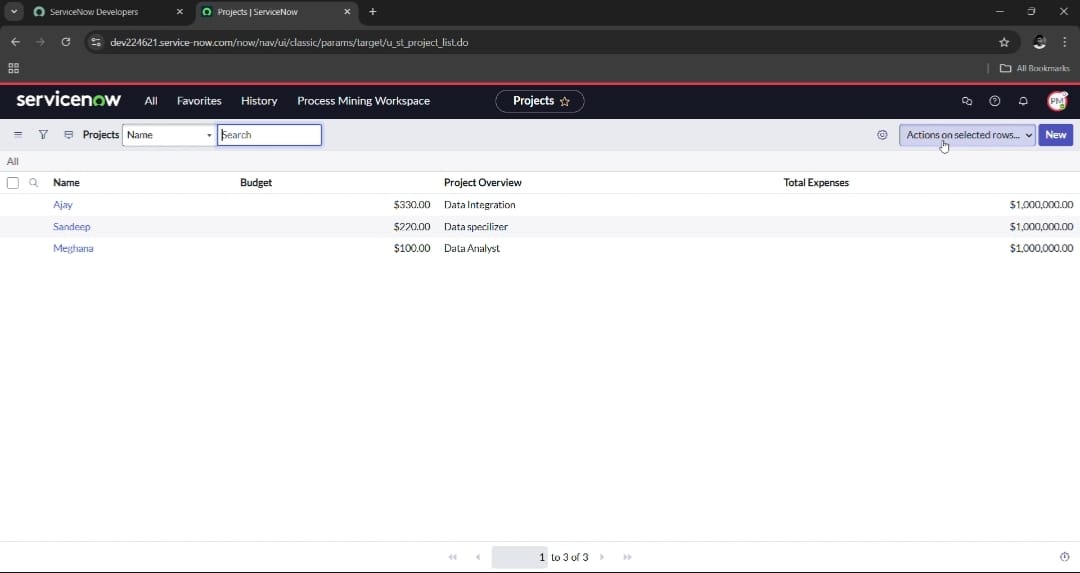 ServiceNow Developers
Projects | ServiceNow
dev224621.service-now.com/now/nav/ui/classic/params/target/u_st_project_list.do
All Bookmarks
servicenow All Favorites History Process Mining Workspace Projects PM
Projects Name Search Actions on selected rows... New
All
Name Budget Project Overview Total Expenses
Ajay $330.00 Data Integration $1,000,000.00
Sandeep $220.00 Data specilizer $1,000,000.00
Meghana $100.00 Data Analyst $1,000,000.00
1 to 3 of 3